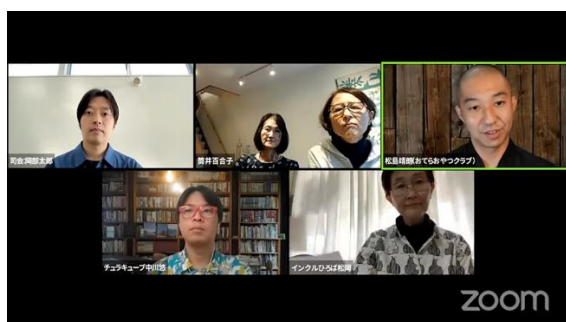 司会:岡部太郎
筒井百合子
松島靖朗(おてらおやつクラブ)
チュラキューブ中川悠
インクルひろば松岡
zoom